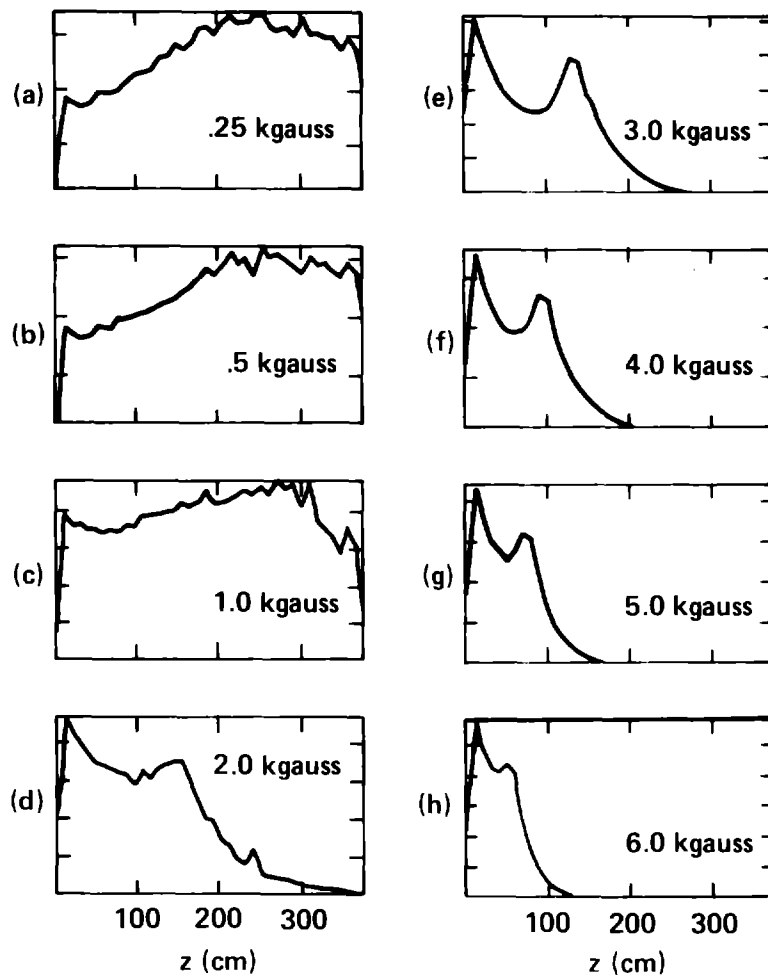 (a)
.25 kgauss
(b)
.5 kgauss
(c)
1.0 kgauss
(d)
2.0 kgauss
100 200 300
z (cm)
(e)
3.0 kgauss
(f)
4.0 kgauss
(g)
5.0 kgauss
(h)
6.0 kgauss
100 200 300
z (cm)